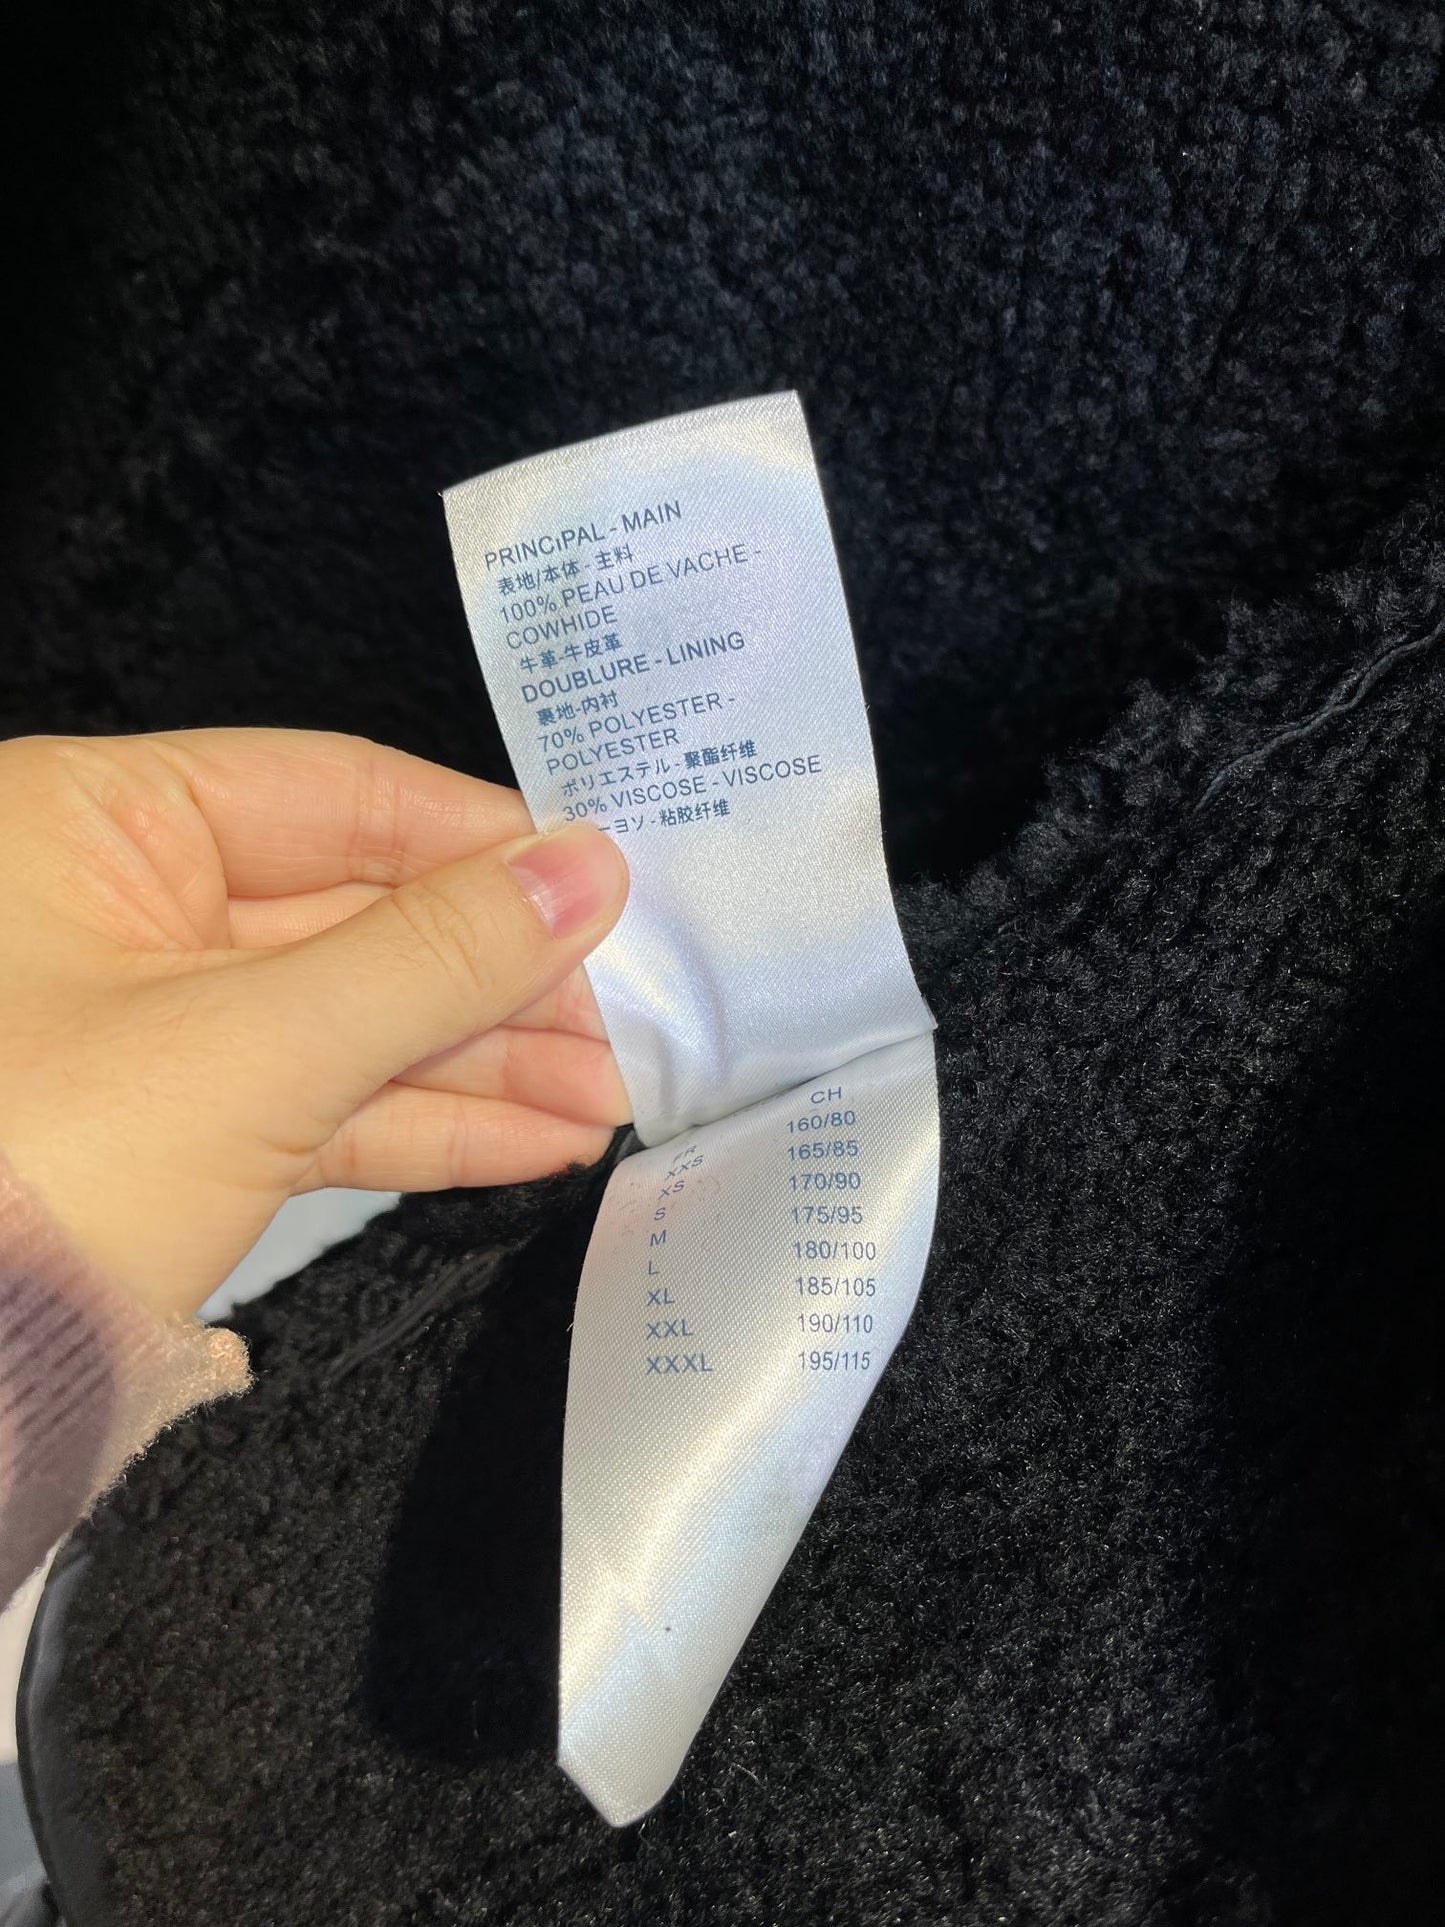 PRINCiPAL - MAIN
表地/本体 - 主料
100% PEAU DE VACHE -
COWHIDE
牛革-牛皮革
DOUBLURE - LINING
裏地-内衬
70% POLYESTER -
POLYESTER
ポリエステル - 聚酯纤维
30% VISCOSE - VISCOSE
ーヨソ - 粘胶纤维
FR CH
XXS 160/80
XS 165/85
S 170/90
M 175/95
L 180/100
XL 185/105
XXL 190/110
XXXL 195/115